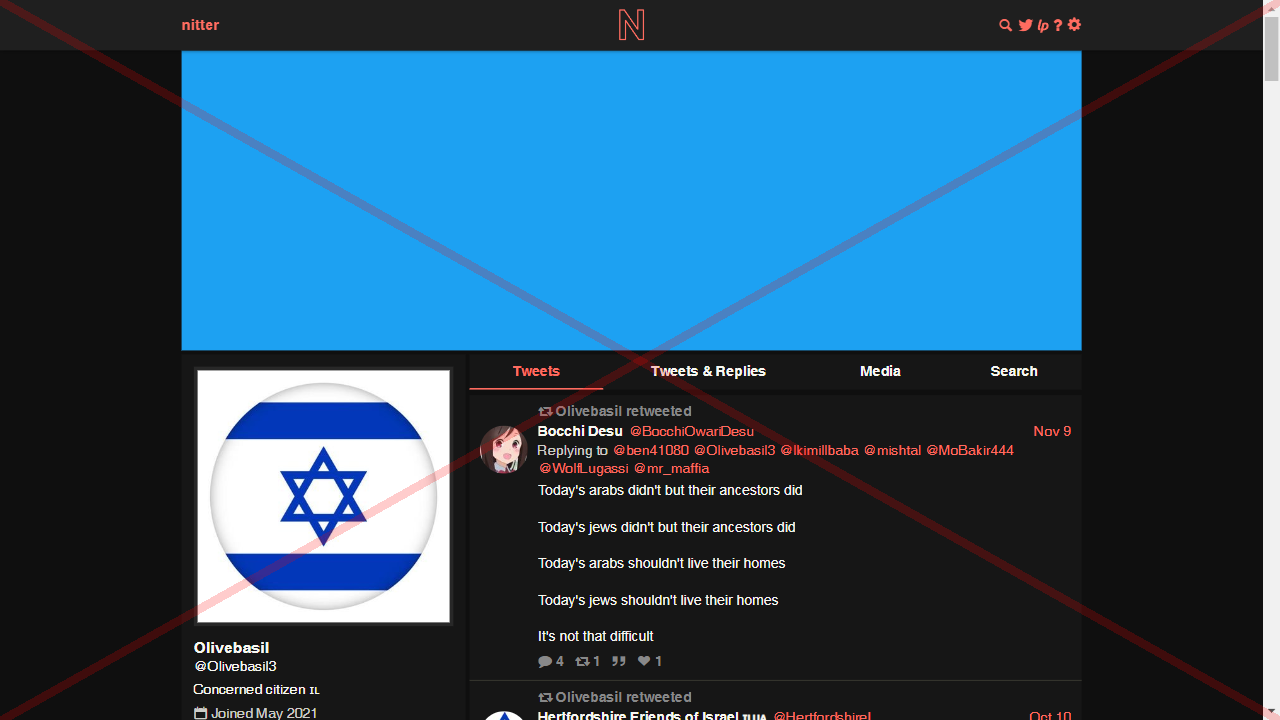 nitter
N
lp ?
Tweets
Tweets & Replies
Media
Search
Olivebasil retweeted
Bocchi Desu @BocchiOwariDesu
Nov 9
Replying to @ben41080 @Olivebasil3 @Ikimillbaba @mishtal @MoBakir444
@WolfLugassi @mr_maffia
Today's arabs didn't but their ancestors did
Today's jews didn't but their ancestors did
Today's arabs shouldn't live their homes
Today's jews shouldn't live their homes
It's not that difficult
4 1 1
Olivebasil
@Olivebasil3
Concerned citizen IL
Joined May 2021
Olivebasil retweeted
Hertfordshire Friends of Israel @HertfordshireI
Oct 10